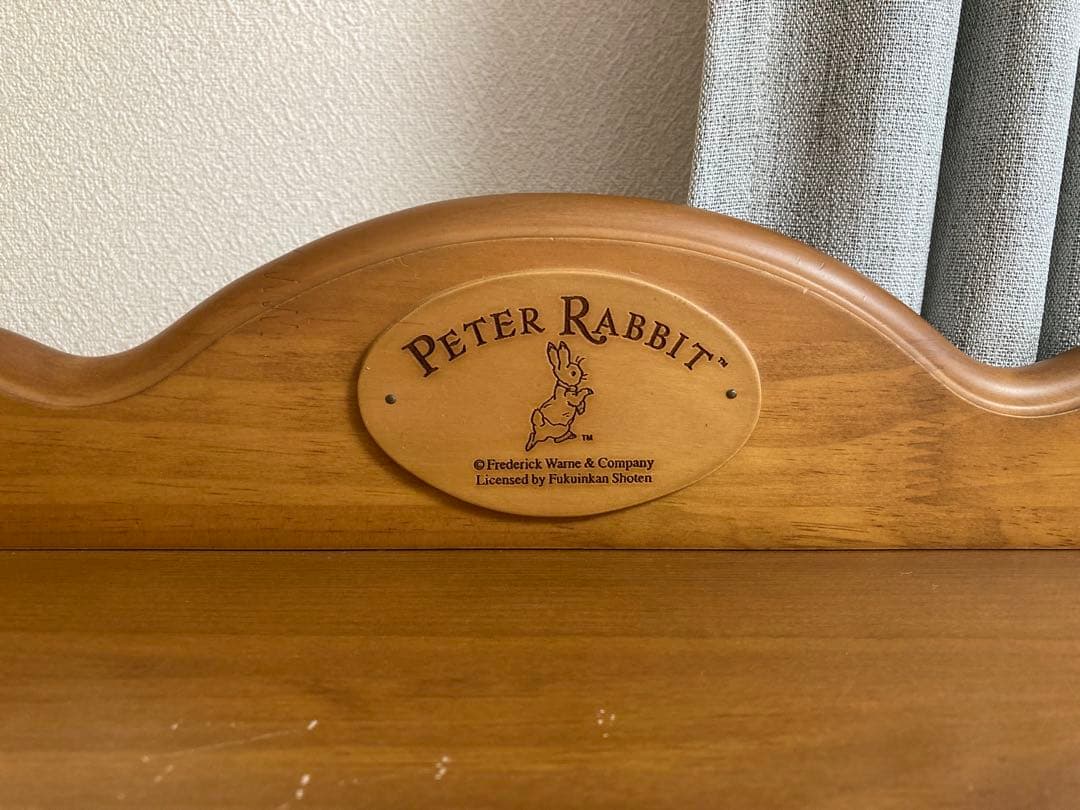 PETER RABBIT™
TM
© Frederick Warne & Company
Licensed by Fukuinkan Shoten